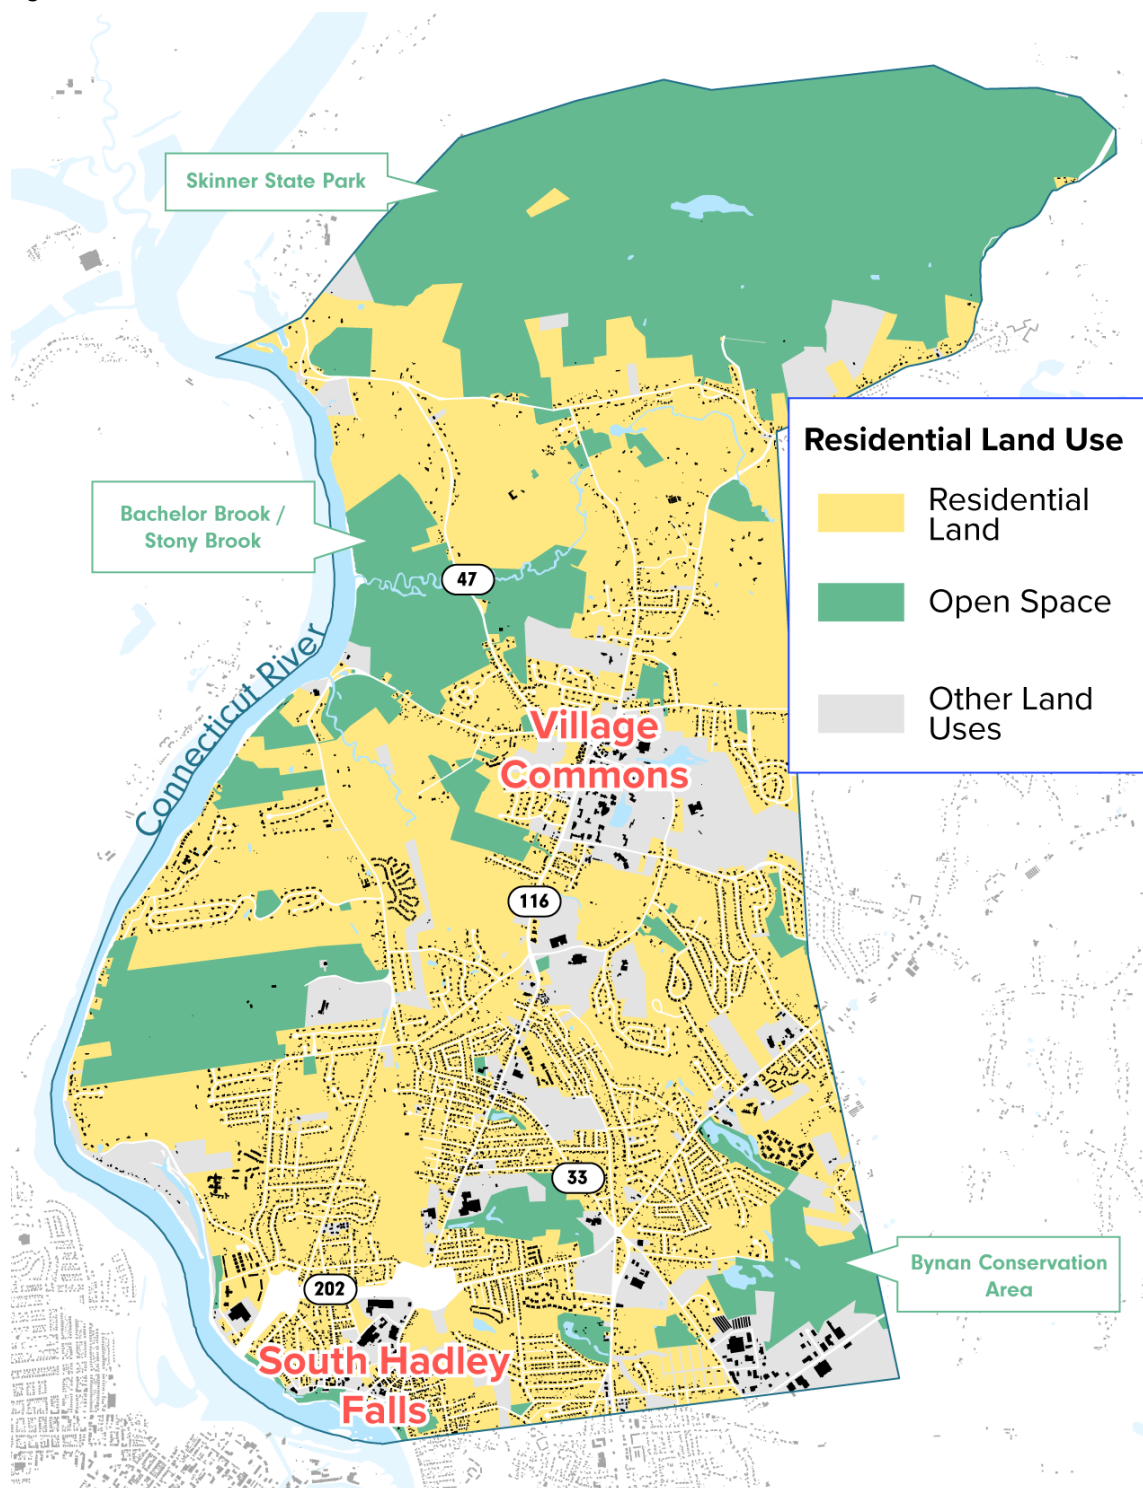 Skinner State Park
Residential Land Use
Residential
Land
Open Space
Other Land
Uses
Bachelor Brook /
Stony Brook
47
Connecticut River
Village
Commons
116
33
Bynan Conservation
Area
202
South Hadley
Falls